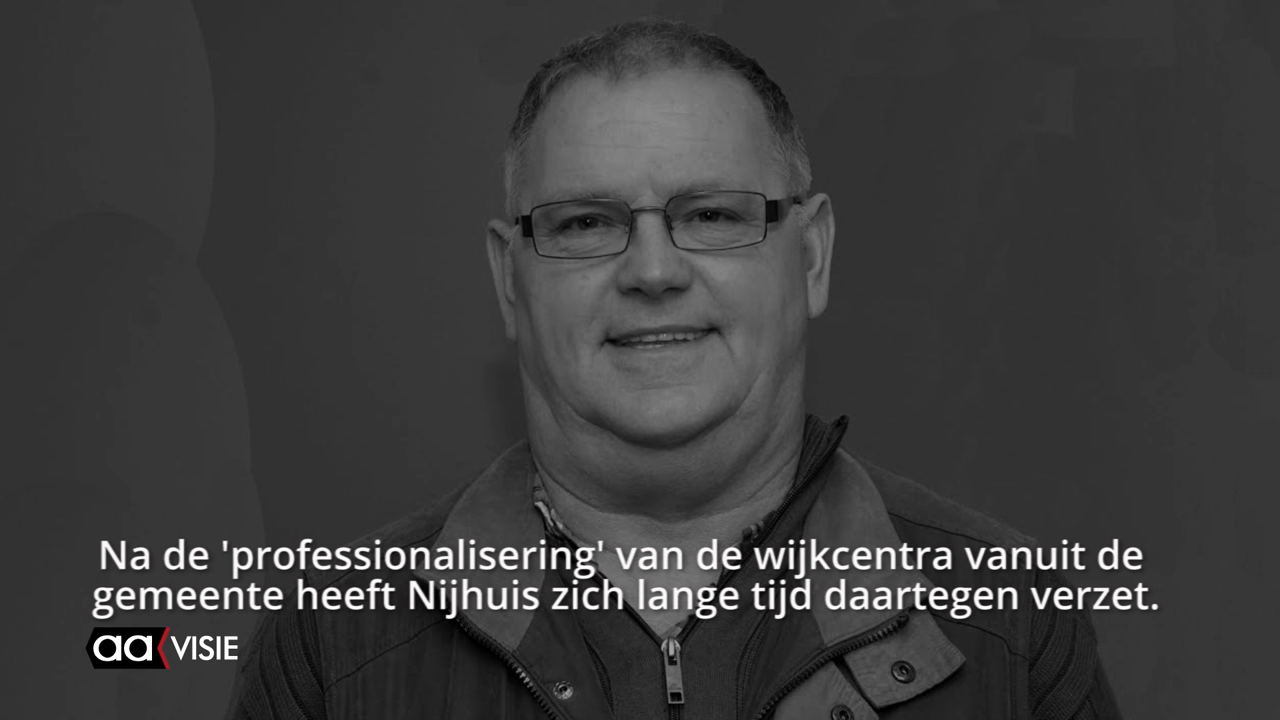 Na de 'professionalisering' van de wijkcentra vanuit de
gemeente heeft Nijhuis zich lange tijd daartegen verzet.
aa VISIE